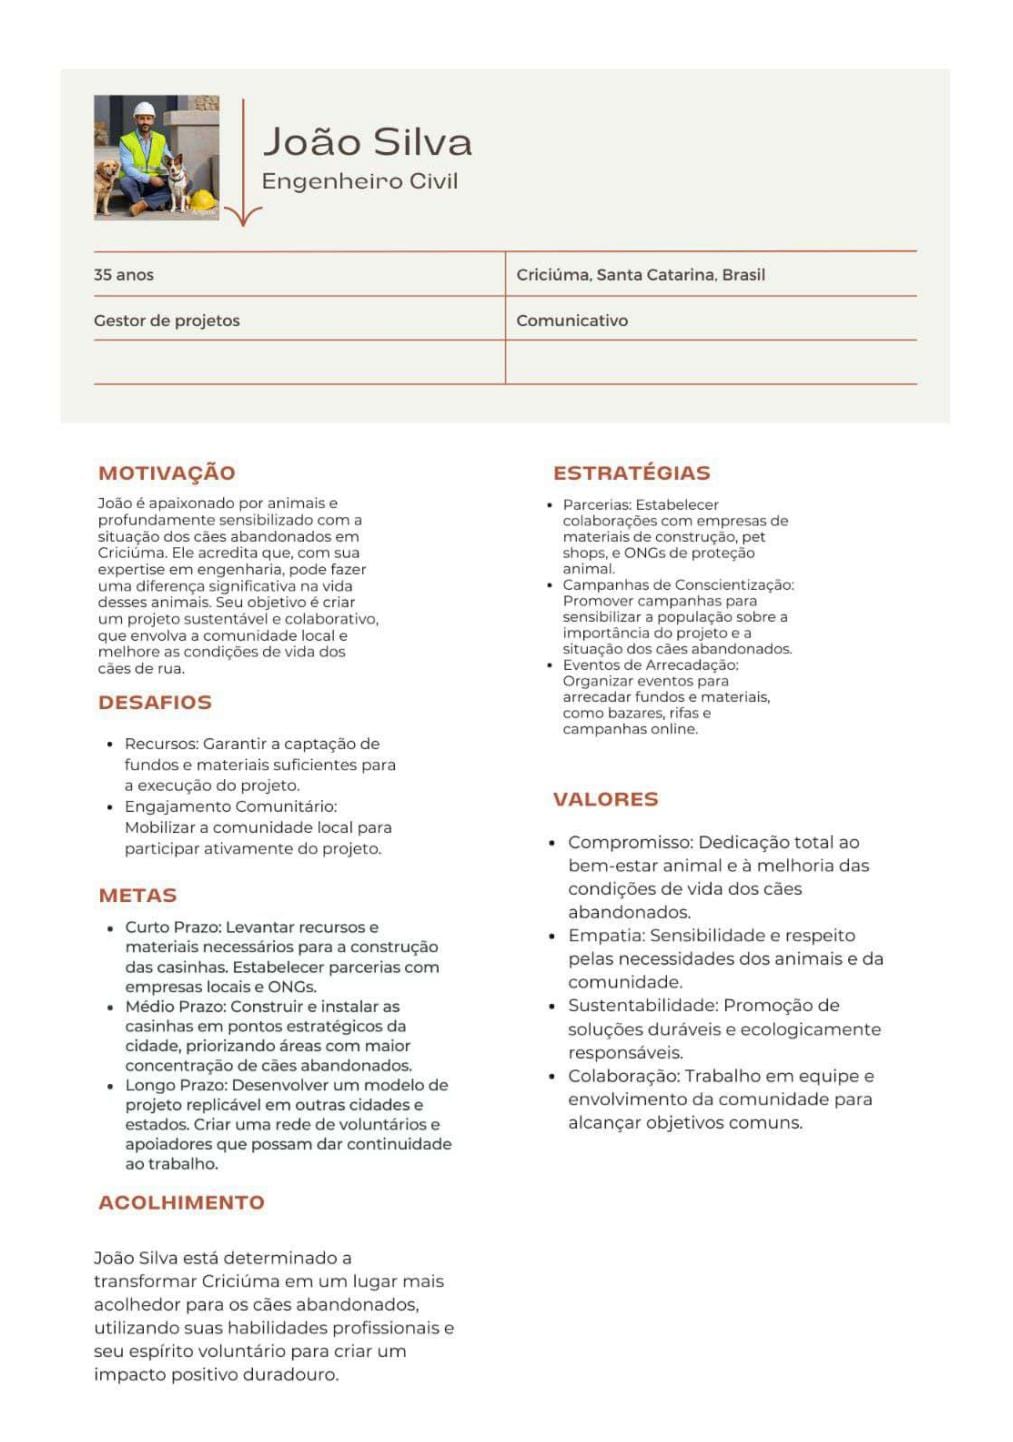 João Silva
Engenheiro Civil
35 anos
Criciúma, Santa Catarina, Brasil
Gestor de projetos
Comunicativo
MOTIVAÇÃO
João é apaixonado por animais e
profundamente sensibilizado com a
situação dos cães abandonados em
Criciúma. Ele acredita que, com sua
expertise em engenharia, pode fazer
uma diferença significativa na vida
desses animais. Seu objetivo é criar
um projeto sustentável e colaborativo,
que envolva a comunidade local e
melhore as condições de vida dos
cães de rua.
DESAFIOS
• Recursos: Garantir a captação de
fundos e materiais suficientes para
a execução do projeto.
• Engajamento Comunitário:
Mobilizar a comunidade local para
participar ativamente do projeto.
METAS
• Curto Prazo: Levantar recursos e
materiais necessários para a construção
das casinhas. Estabelecer parcerias com
empresas locais e ONGs.
• Médio Prazo: Construir e instalar as
casinhas em pontos estratégicos da
cidade, priorizando áreas com maior
concentração de cães abandonados.
• Longo Prazo: Desenvolver um modelo de
projeto replicável em outras cidades e
estados. Criar uma rede de voluntários e
apoiadores que possam dar continuidade
ao trabalho.
ACOLHIMENTO
João Silva está determinado a
transformar Criciúma em um lugar mais
acolhedor para os cães abandonados,
utilizando suas habilidades profissionais e
seu espírito voluntário para criar um
impacto positivo duradouro.
ESTRATÉGIAS
• Parcerias: Estabelecer
colaborações com empresas de
materiais de construção, pet
shops, e ONGs de proteção
animal.
• Campanhas de Conscientização:
Promover campanhas para
sensibilizar a população sobre a
importância do projeto e a
situação dos cães abandonados.
• Eventos de Arrecadação:
Organizar eventos para
arrecadar fundos e materiais,
como bazares, rifas e
campanhas online.
VALORES
• Compromisso: Dedicação total ao
bem-estar animal e à melhoria das
condições de vida dos cães
abandonados.
• Empatia: Sensibilidade e respeito
pelas necessidades dos animais e da
comunidade.
• Sustentabilidade: Promoção de
soluções duráveis e ecologicamente
responsáveis.
• Colaboração: Trabalho em equipe e
envolvimento da comunidade para
alcançar objetivos comuns.